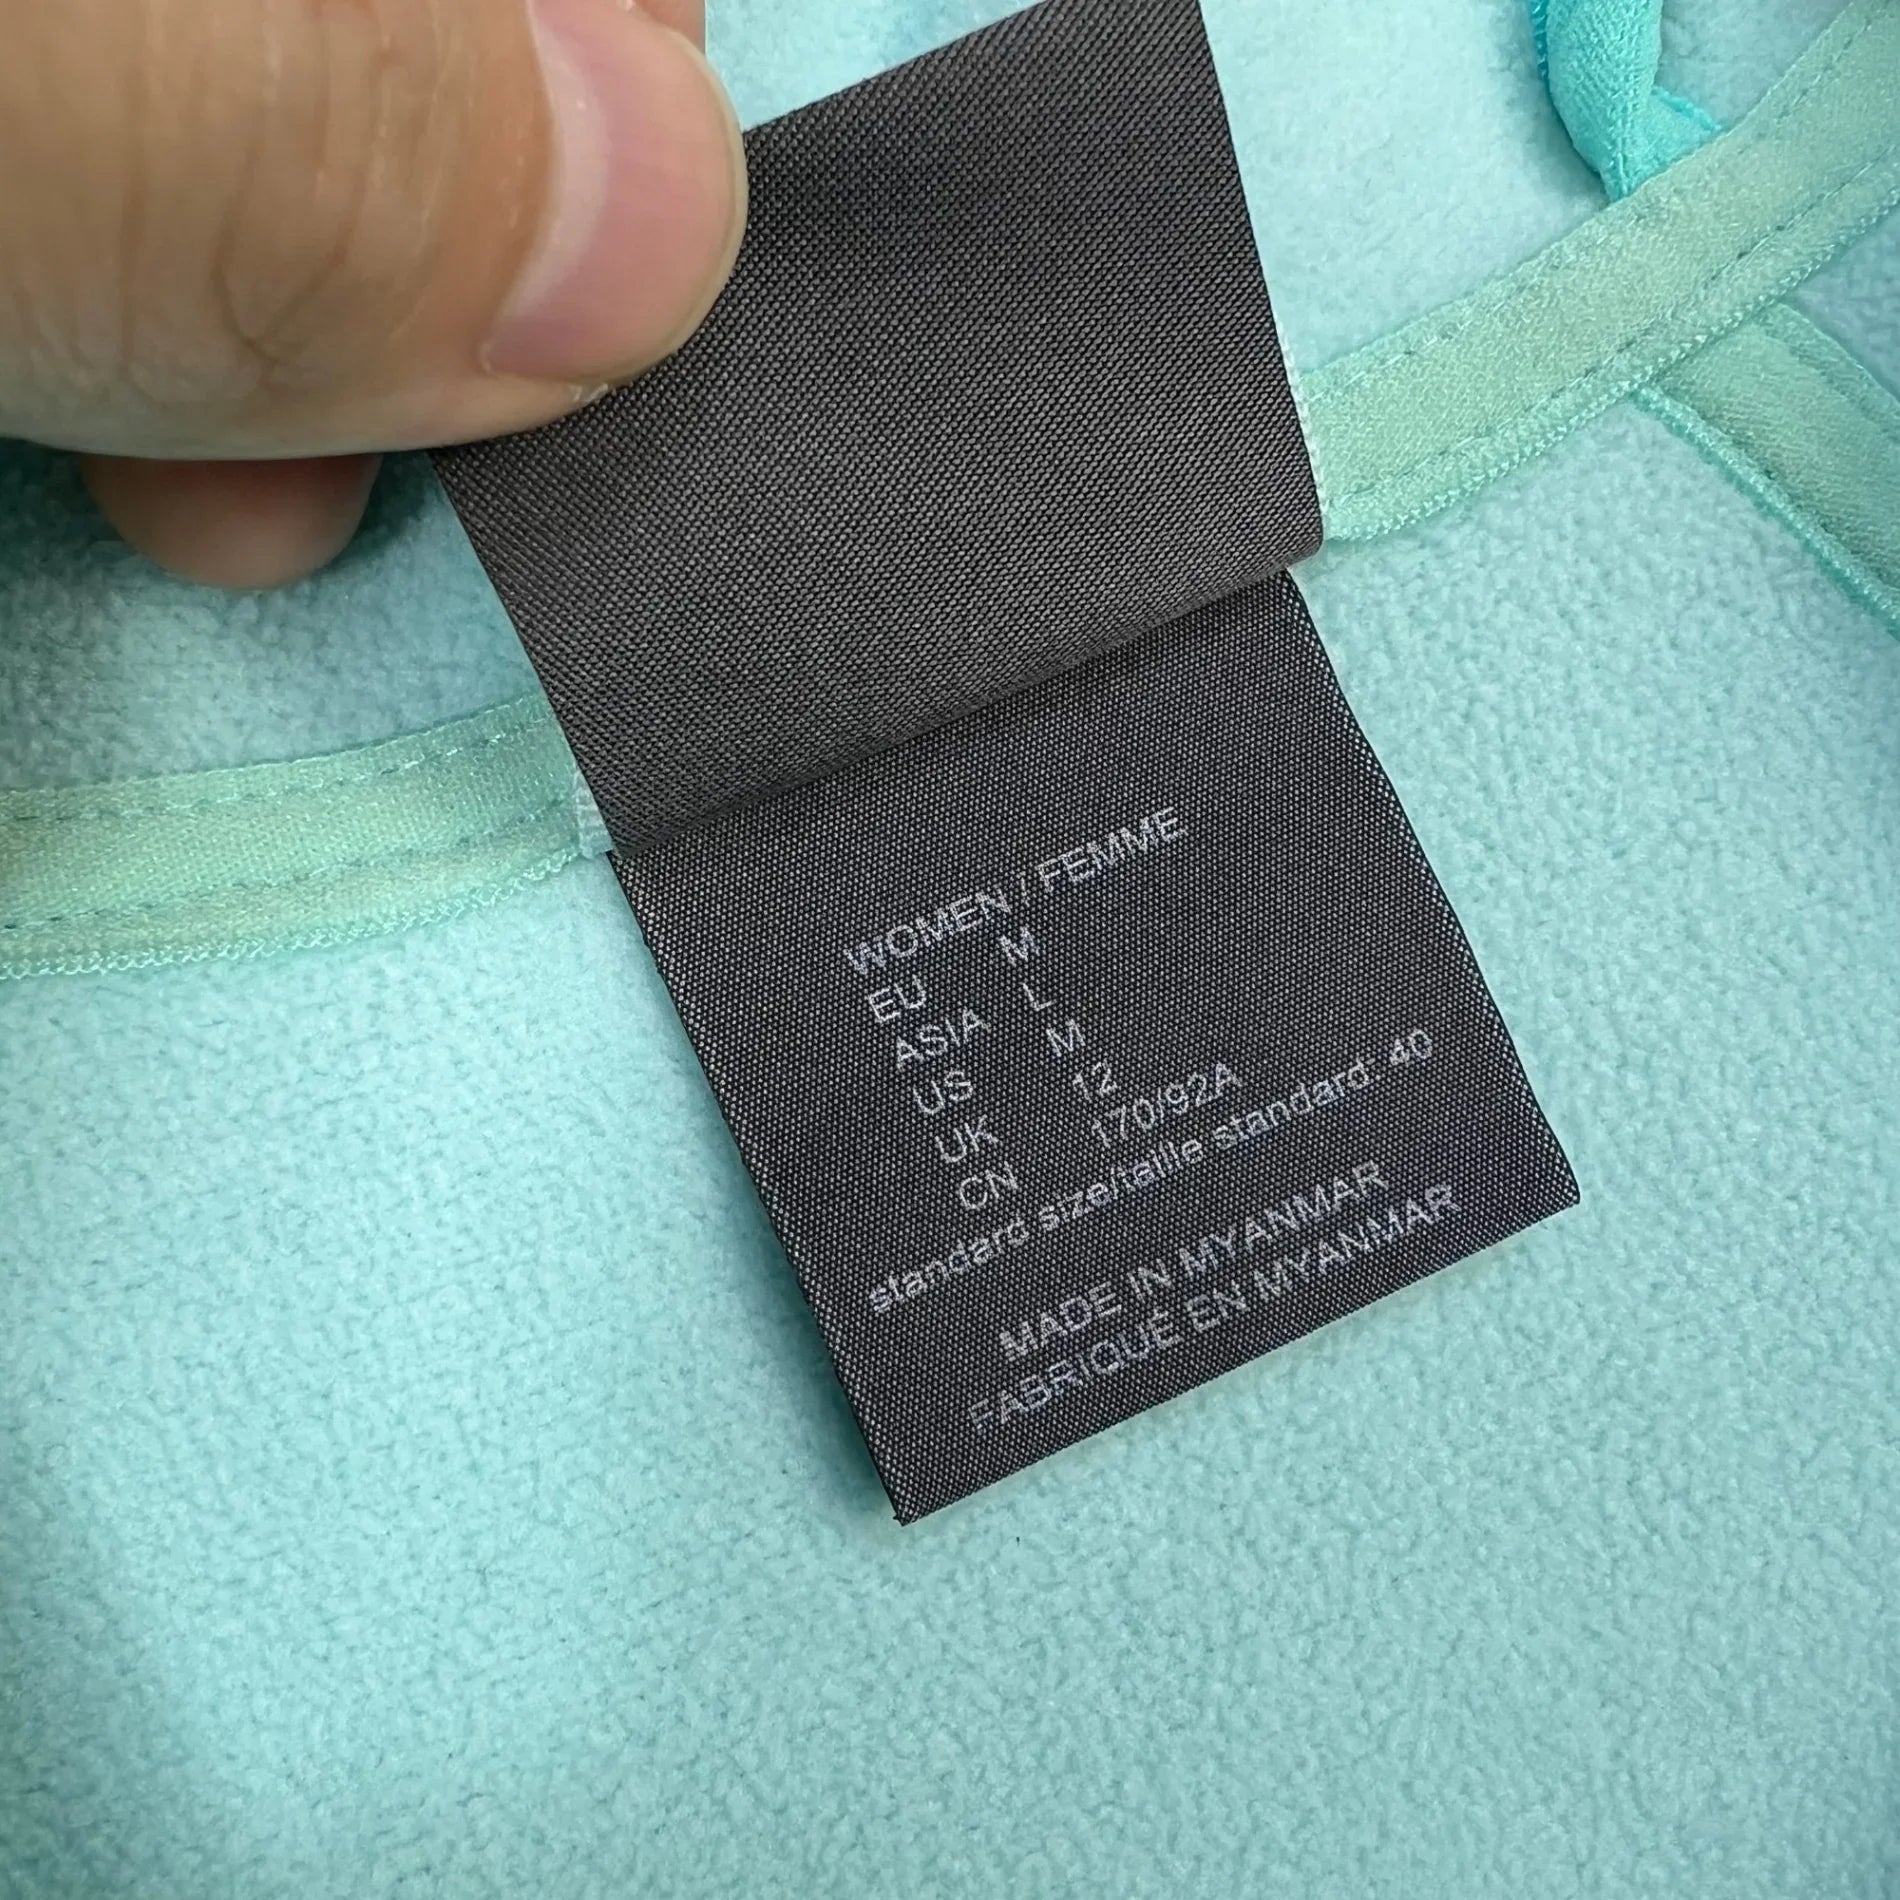 WOMEN / FEMME
EU M
ASIA L
US M
UK 12
CN 170/92A
standard size/taille standard 40
MADE IN MYANMAR
FABRIQUÉ EN MYANMAR